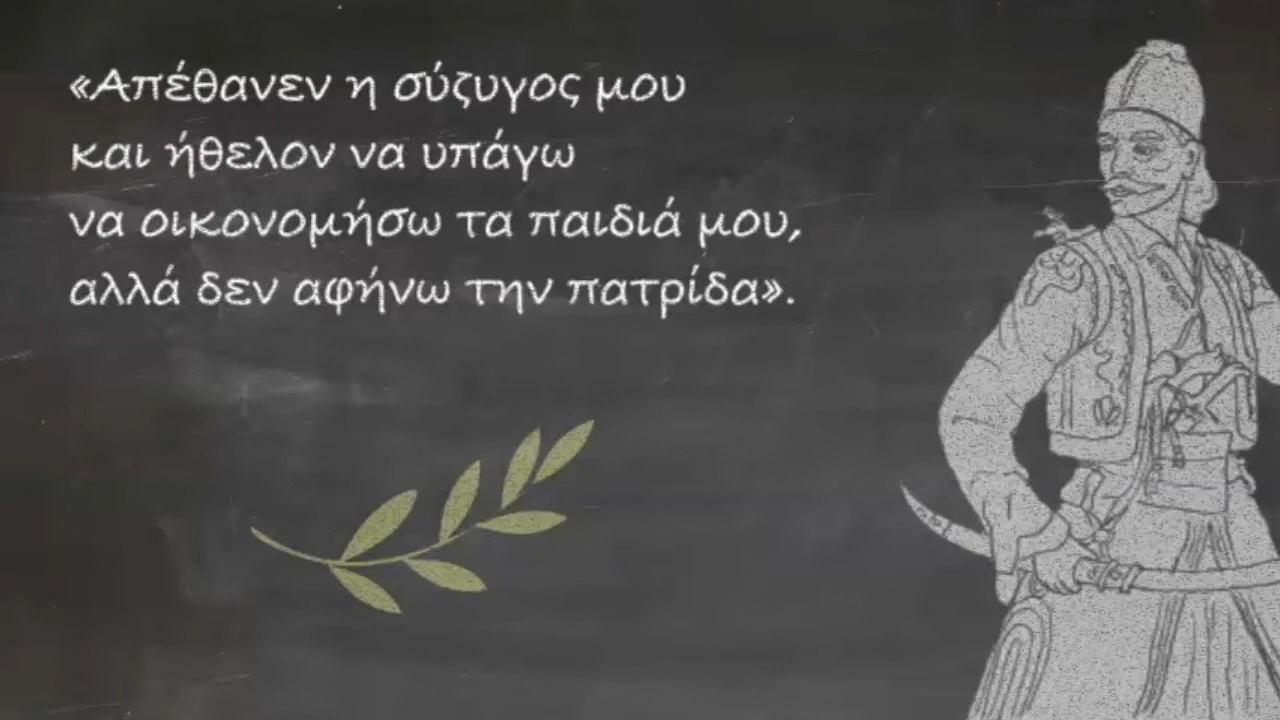 «Απέθανεν η σύζυγος μου
και ήθελον να υπάγω
να οικονομήσω τα παιδιά μου,
αλλά δεν αφήνω την πατρίδα».